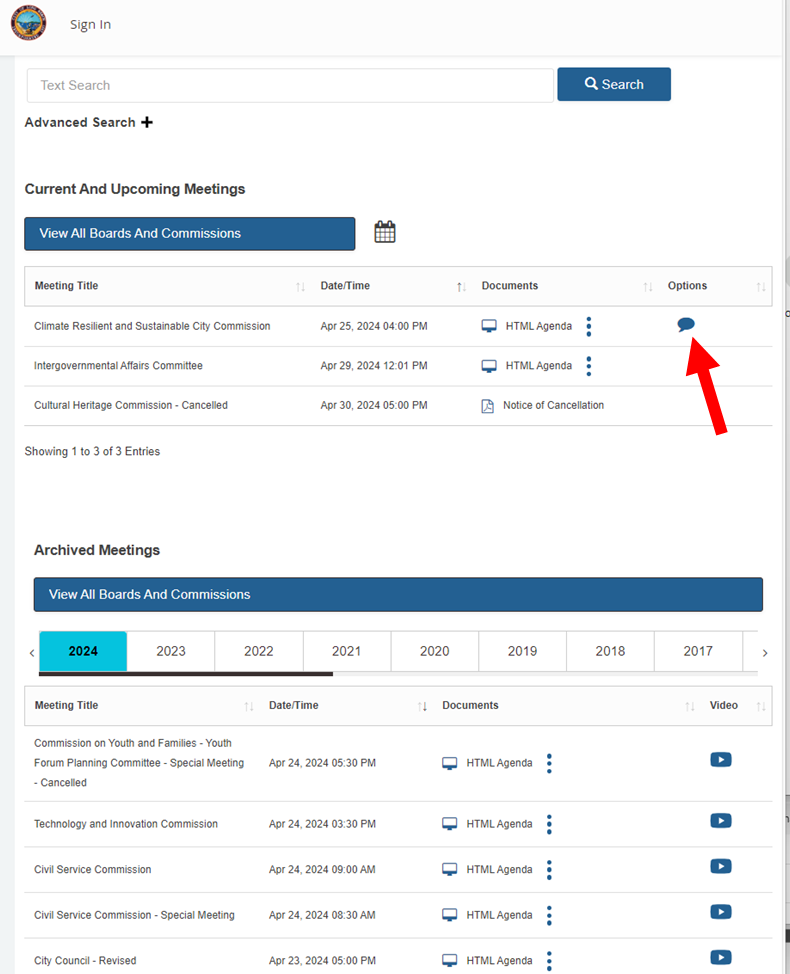 Sign In
Text Search
Search
Advanced Search
Current And Upcoming Meetings
View All Boards And Commissions
Meeting Title Date/Time Documents Options
Climate Resilient and Sustainable City Commission Apr 25, 2024 04:00 PM HTML Agenda
Intergovernmental Affairs Committee Apr 29, 2024 12:01 PM HTML Agenda
Cultural Heritage Commission - Cancelled Apr 30, 2024 05:00 PM Notice of Cancellation
Showing 1 to 3 of 3 Entries
Archived Meetings
View All Boards And Commissions
2024 2023 2022 2021 2020 2019 2018 2017
Meeting Title Date/Time Documents Video
Commission on Youth and Families - Youth
Forum Planning Committee - Special Meeting Apr 24, 2024 05:30 PM HTML Agenda
- Cancelled
Technology and Innovation Commission Apr 24, 2024 03:30 PM HTML Agenda
Civil Service Commission Apr 24, 2024 09:00 AM HTML Agenda
Civil Service Commission - Special Meeting Apr 24, 2024 08:30 AM HTML Agenda
City Council - Revised Apr 23, 2024 05:00 PM HTML Agenda